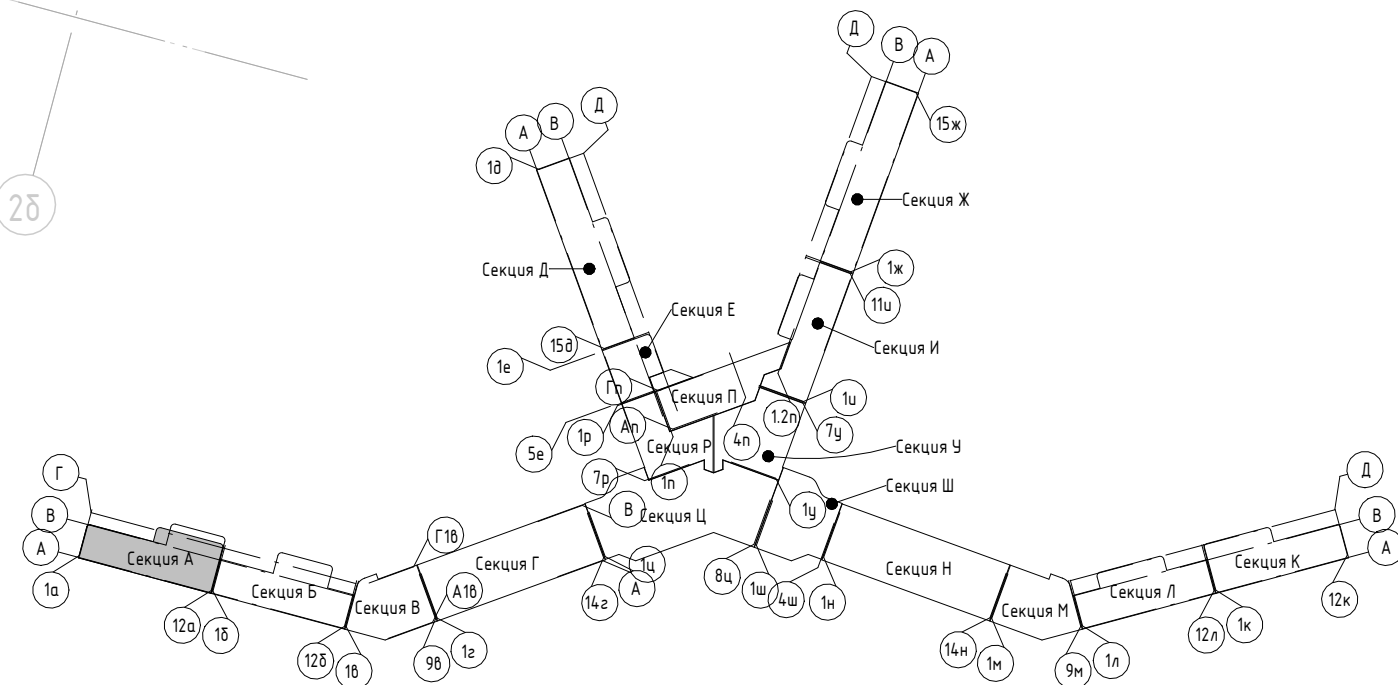 Д
В
А
15ж
Д
В
А
1д
2б
Секция Ж
Секция Д
1ж
11и
Секция Е
Секция И
15д
1е
Гп
Секция П
1и
1.2п
7у
4п
Ап
1р
5е
Секция Р
Секция У
7р
1п
Секция Ш
1у
Г
В
А
1а
Секция А
12а
1б
Секция Б
12б
1в
Секция В
Г1в
А1в
9в
1г
Секция Г
14г
В
Секция Ц
1ц
А
8ц
1ш
4ш
1н
Секция Н
14н
1м
Секция М
9м
1л
Секция Л
12л
1к
Секция К
12к
Д
В
А